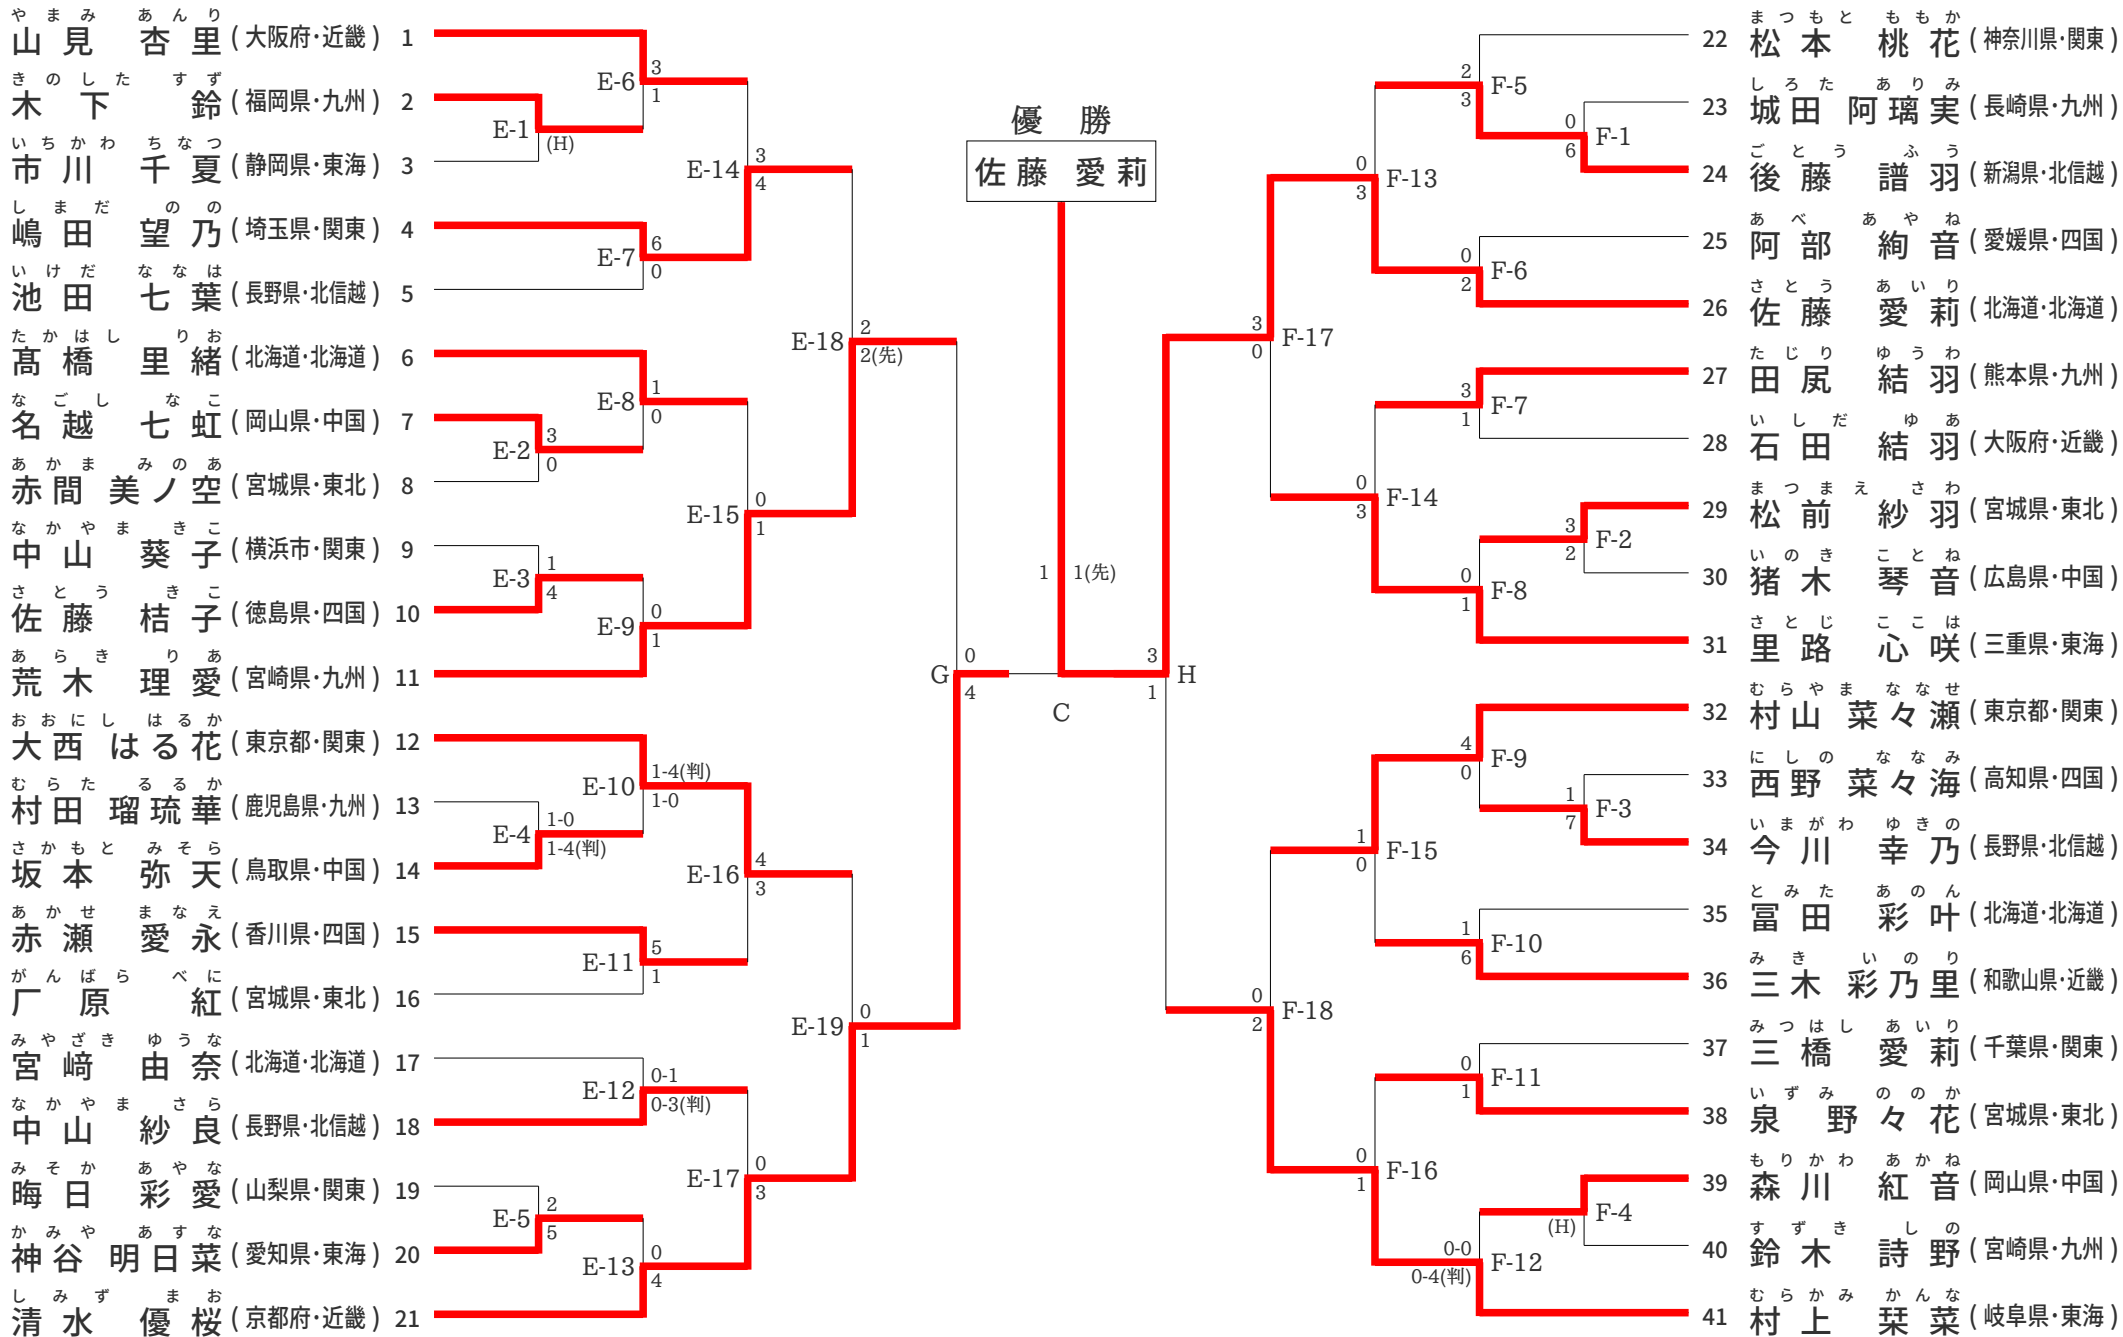 やまみ あんり
山見 杏里 (大阪府・近畿) 1
きのした すず
木下 鈴 (福岡県・九州) 2
いちかわ ちなつ
市川 千夏 (静岡県・東海) 3
しまだ のの
嶋田 望乃 (埼玉県・関東) 4
いけだ ななは
池田 七葉 (長野県・北信越) 5
たかはし りお
髙橋 里緒 (北海道・北海道) 6
なごし なこ
名越 七虹 (岡山県・中国) 7
あかま みのあ
赤間 美ノ空 (宮城県・東北) 8
なかやま きこ
中山 葵子 (横浜市・関東) 9
さとう きこ
佐藤 桔子 (徳島県・四国) 10
あらき りあ
荒木 理愛 (宮崎県・九州) 11
おおにし はるか
大西 はる花 (東京都・関東) 12
むらた るるか
村田 瑠琉華 (鹿児島県・九州) 13
さかもと みそら
坂本 弥天 (鳥取県・中国) 14
あかせ まなえ
赤瀬 愛永 (香川県・四国) 15
がんばら べに
厂原 紅 (宮城県・東北) 16
みやざき ゆうな
宮﨑 由奈 (北海道・北海道) 17
なかやま さら
中山 紗良 (長野県・北信越) 18
みそか あやな
晦日 彩愛 (山梨県・関東) 19
かみや あすな
神谷 明日菜 (愛知県・東海) 20
しみず まお
清水 優桜 (京都府・近畿) 21
E-1
(H)
E-2
3
0
E-3
1
4
E-4
1-0
1-4(判)
E-5
2
5
E-6
3
1
E-7
6
0
E-8
1
0
E-9
0
1
E-10
1-4(判)
1-0
E-11
5
1
E-12
0-1
0-3(判)
E-13
0
4
E-14
3
4
E-15
0
1
E-16
4
3
E-17
0
3
E-18
2
2(先)
E-19
0
1
G
0
4
優勝
佐藤 愛莉
1 1(先)
C
3
1
H
3
0
F-17
0
2
F-18
0
3
F-13
0
3
F-14
1
0
F-15
0
1
F-16
2
3
F-5
0
2
F-6
3
1
F-7
0
1
F-8
4
0
F-9
1
6
F-10
0
1
F-11
0-0
0-4(判)
F-12
0
6
F-1
3
2
F-2
1
7
F-3
(H)
F-4
まつもと ももか
22 松本 桃花 (神奈川県・関東)
しろた ありみ
23 城田 阿璃実 (長崎県・九州)
ごとう ふう
24 後藤 譜羽 (新潟県・北信越)
あべ あやね
25 阿部 絢音 (愛媛県・四国)
さとう あいり
26 佐藤 愛莉 (北海道・北海道)
たじり ゆうわ
27 田尻 結羽 (熊本県・九州)
いしだ ゆあ
28 石田 結羽 (大阪府・近畿)
まつまえ さわ
29 松前 紗羽 (宮城県・東北)
いのき ことね
30 猪木 琴音 (広島県・中国)
さとじ ここは
31 里路 心咲 (三重県・東海)
むらやま ななせ
32 村山 菜々瀬 (東京都・関東)
にしの ななみ
33 西野 菜々海 (高知県・四国)
いまがわ ゆきの
34 今川 幸乃 (長野県・北信越)
とみた あのん
35 冨田 彩叶 (北海道・北海道)
みき いのり
36 三木 彩乃里 (和歌山県・近畿)
みつはし あいり
37 三橋 愛莉 (千葉県・関東)
いずみ ののか
38 泉 野々花 (宮城県・東北)
もりかわ あかね
39 森川 紅音 (岡山県・中国)
すずき しの
40 鈴木 詩野 (宮崎県・九州)
むらかみ かんな
41 村上 栞菜 (岐阜県・東海)